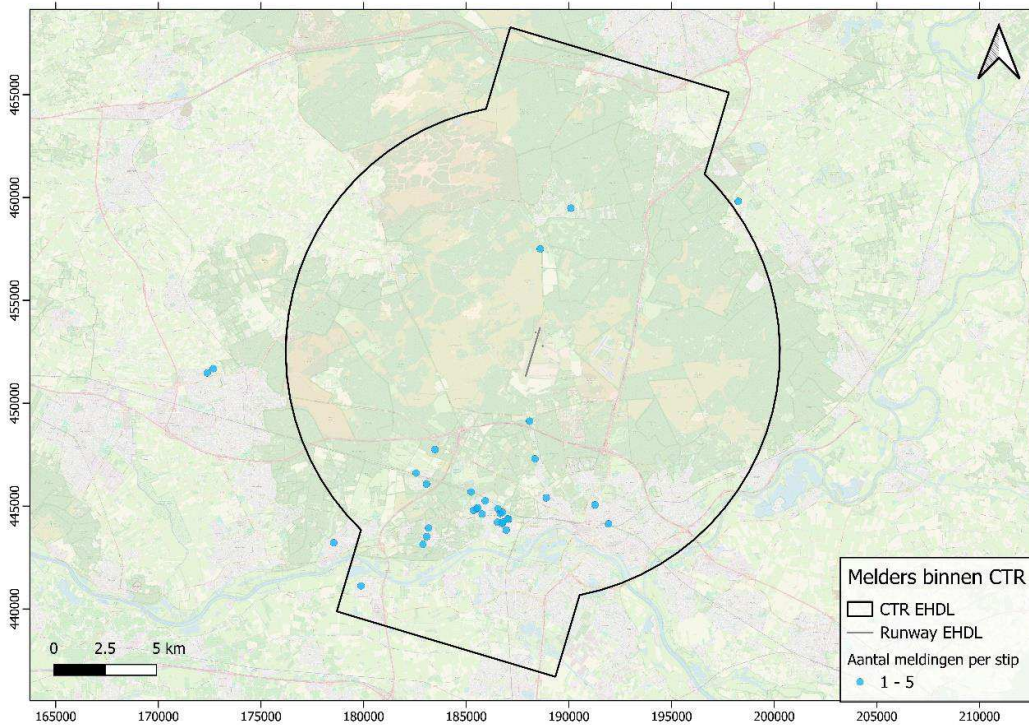 465000
460000
455000
450000
445000
440000
0 2.5 5 km
Melders binnen CTR
CTR EHDL
Runway EHDL
Aantal meldingen per stip
1 - 5
165000 170000 175000 180000 185000 190000 195000 200000 205000 210000